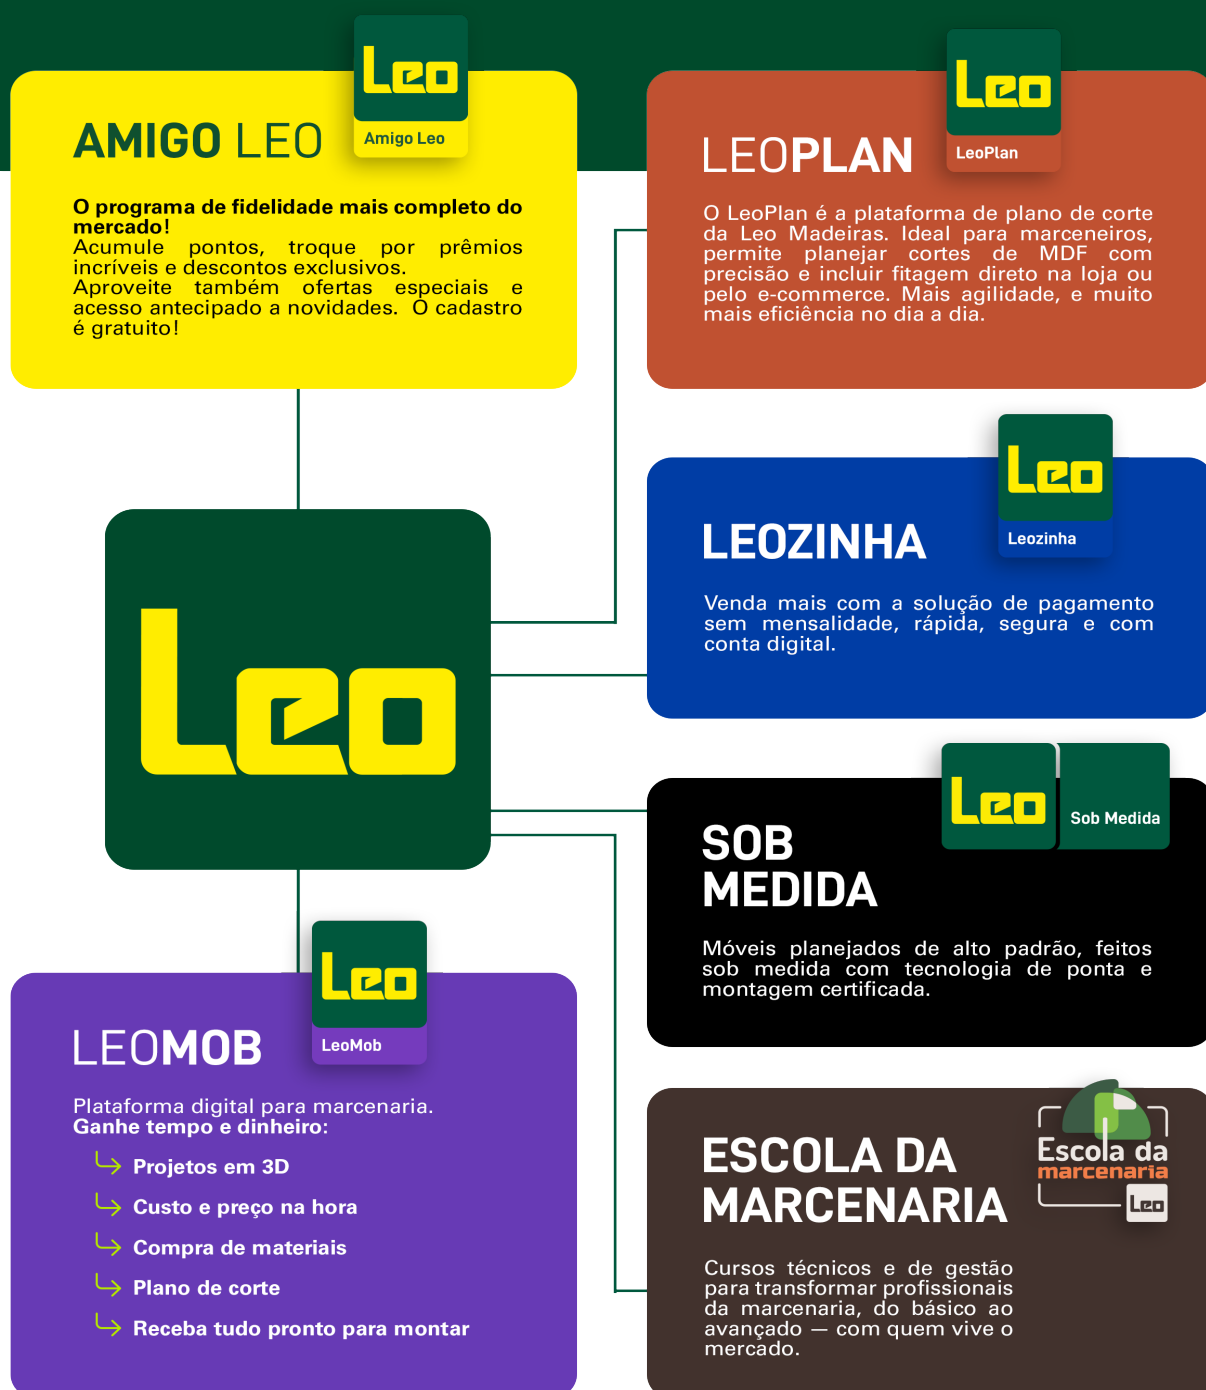 Leo
Amigo Leo
AMIGO LEO
O programa de fidelidade mais completo do
mercado!
Acumule pontos, troque por prêmios
incríveis e descontos exclusivos.
Aproveite também ofertas especiais e
acesso antecipado a novidades. O cadastro
é gratuito!
Leo
LeoPlan
LEOPLAN
O LeoPlan é a plataforma de plano de corte
da Leo Madeiras. Ideal para marceneiros,
permite planejar cortes de MDF com
precisão e incluir fitagem direto na loja ou
pelo e-commerce. Mais agilidade, e muito
mais eficiência no dia a dia.
Leo
Leo
Leozinha
LEOZINHA
Venda mais com a solução de pagamento
sem mensalidade, rápida, segura e com
conta digital.
Leo
Sob Medida
SOB
MEDIDA
Móveis planejados de alto padrão, feitos
sob medida com tecnologia de ponta e
montagem certificada.
Leo
LeoMob
LEOMOB
Plataforma digital para marcenaria.
Ganhe tempo e dinheiro:
Projetos em 3D
Custo e preço na hora
Compra de materiais
Plano de corte
Receba tudo pronto para montar
Escola da
marcenaria
Leo
ESCOLA DA
MARCENARIA
Cursos técnicos e de gestão
para transformar profissionais
da marcenaria, do básico ao
avançado — com quem vive o
mercado.